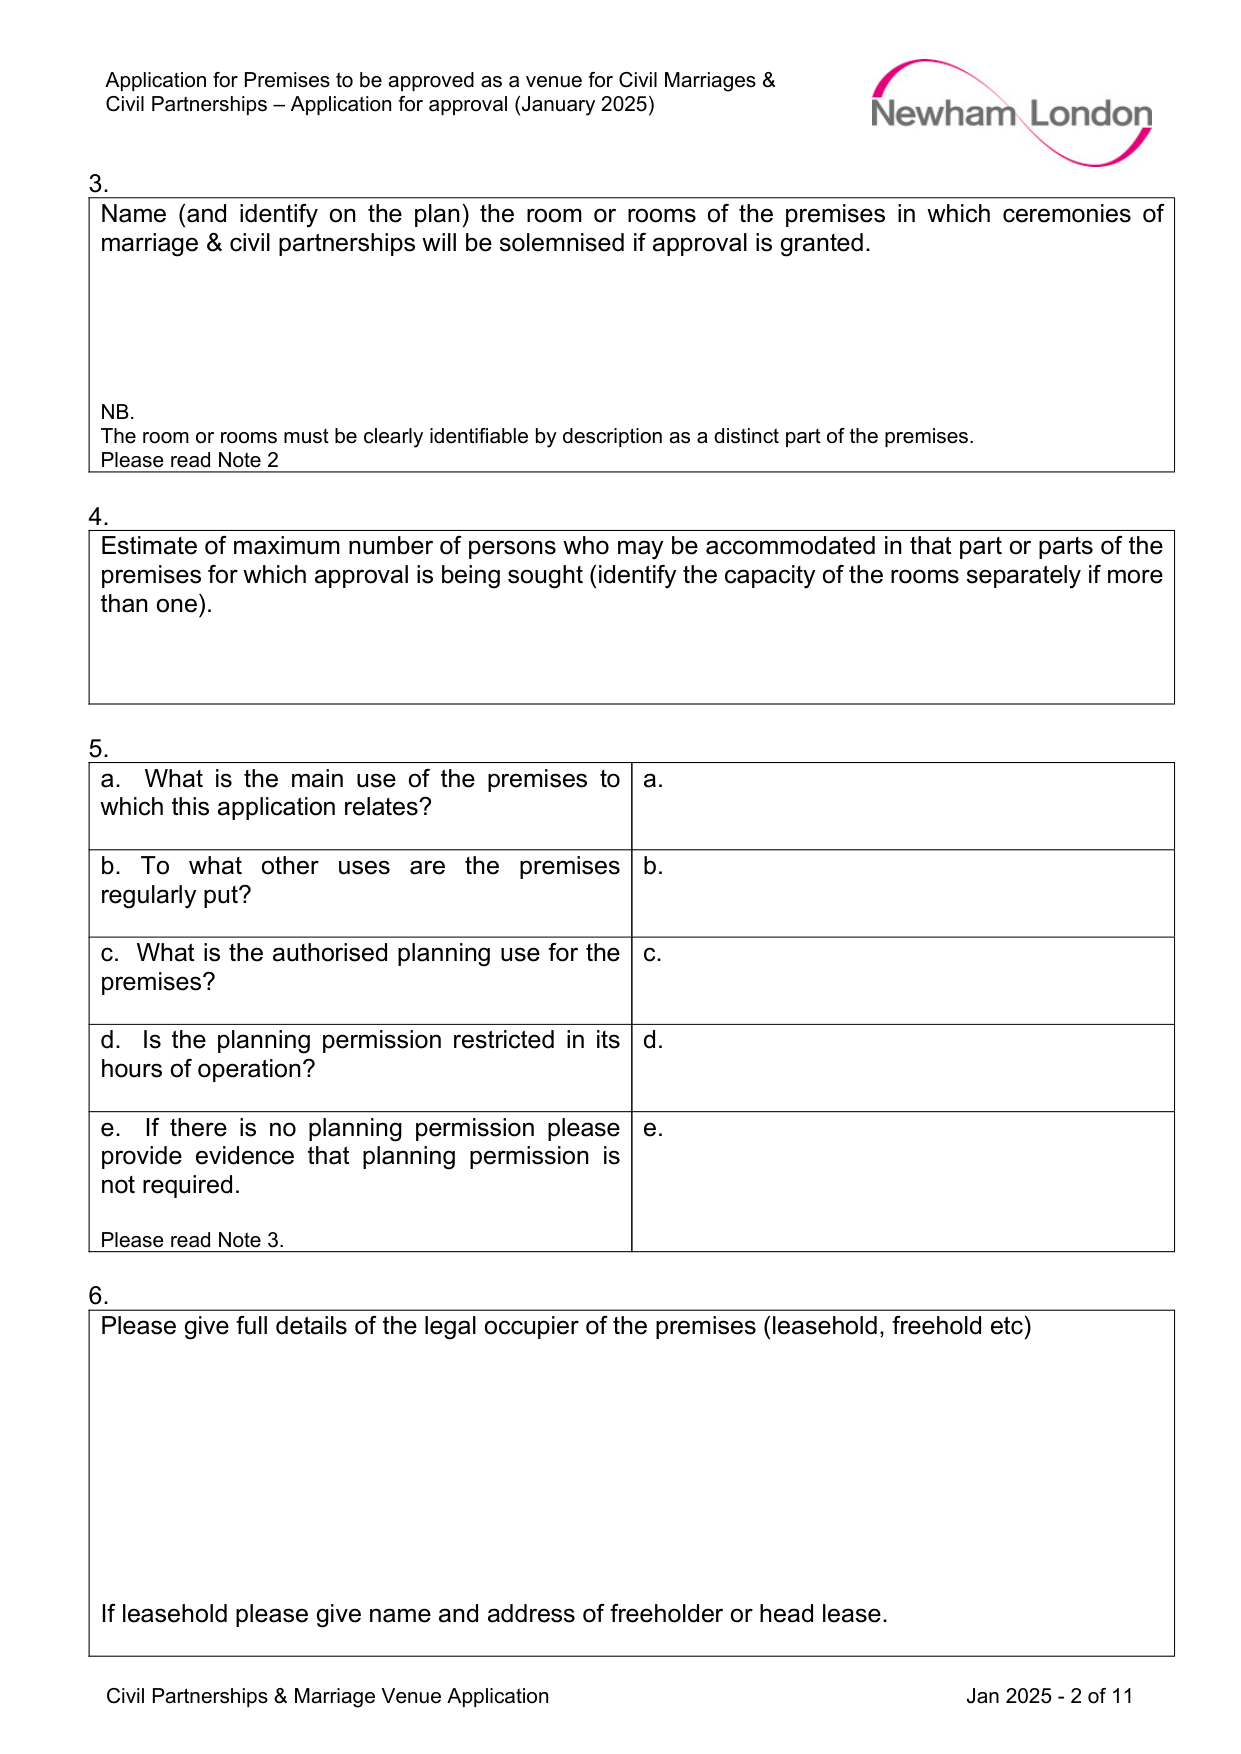 Application for Premises to be approved as a venue for Civil Marriages &
Civil Partnerships – Application for approval (January 2025)
Newham London
3.
Name (and identify on the plan) the room or rooms of the premises in which ceremonies of
marriage & civil partnerships will be solemnised if approval is granted.
NB.
The room or rooms must be clearly identifiable by description as a distinct part of the premises.
Please read Note 2
4.
Estimate of maximum number of persons who may be accommodated in that part or parts of the
premises for which approval is being sought (identify the capacity of the rooms separately if more
than one).
5.
a. What is the main use of the premises to
which this application relates?
a.
b. To what other uses are the premises
regularly put?
b.
c. What is the authorised planning use for the
premises?
c.
d. Is the planning permission restricted in its
hours of operation?
d.
e. If there is no planning permission please
provide evidence that planning permission is
not required.
Please read Note 3.
e.
6.
Please give full details of the legal occupier of the premises (leasehold, freehold etc)
If leasehold please give name and address of freeholder or head lease.
Civil Partnerships & Marriage Venue Application
Jan 2025 - 2 of 11